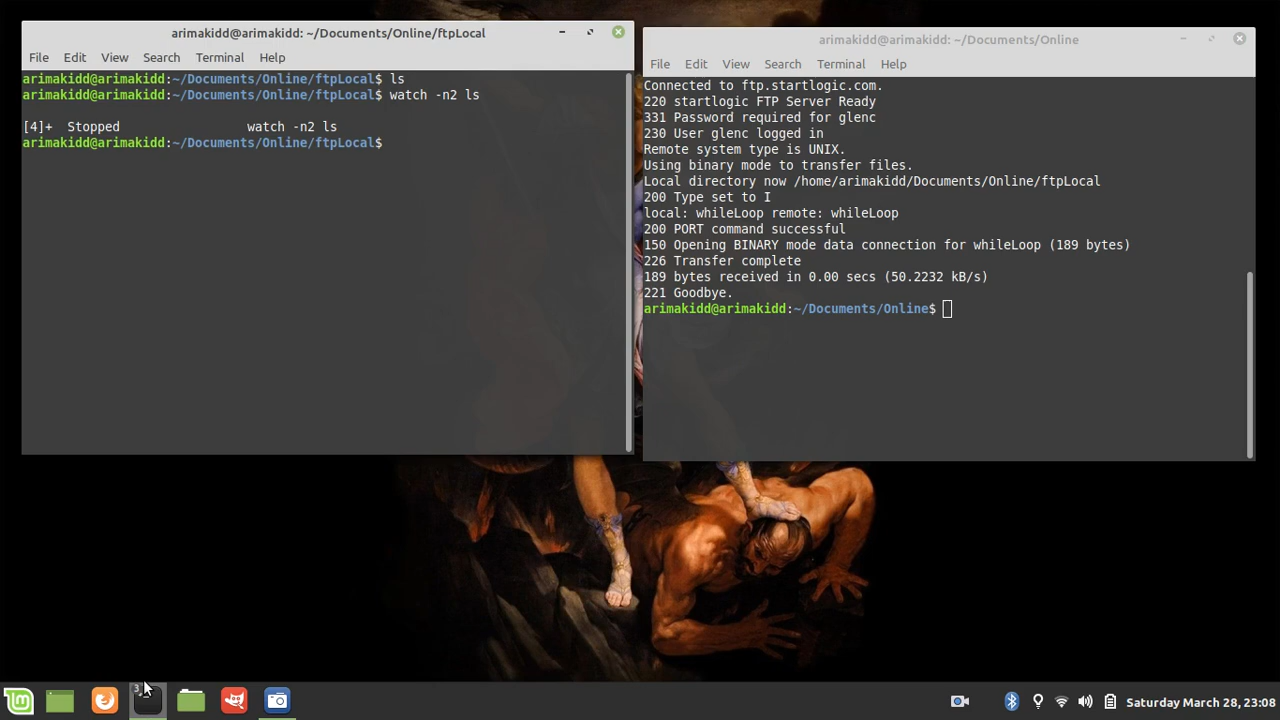 arimakidd@arimakidd: ~/Documents/Online/ftpLocal
File Edit View Search Terminal Help
arimakidd@arimakidd:~/Documents/Online/ftpLocal$ ls
arimakidd@arimakidd:~/Documents/Online/ftpLocal$ watch -n2 ls
[4]+  Stopped                 watch -n2 ls
arimakidd@arimakidd:~/Documents/Online/ftpLocal$
arimakidd@arimakidd: ~/Documents/Online
File Edit View Search Terminal Help
Connected to ftp.startlogic.com.
220 startlogic FTP Server Ready
331 Password required for glenc
230 User glenc logged in
Remote system type is UNIX.
Using binary mode to transfer files.
Local directory now /home/arimakidd/Documents/Online/ftpLocal
200 Type set to I
local: whileLoop remote: whileLoop
200 PORT command successful
150 Opening BINARY mode data connection for whileLoop (189 bytes)
226 Transfer complete
189 bytes received in 0.00 secs (50.2232 kB/s)
221 Goodbye.
arimakidd@arimakidd:~/Documents/Online$
3
Saturday March 28, 23:08